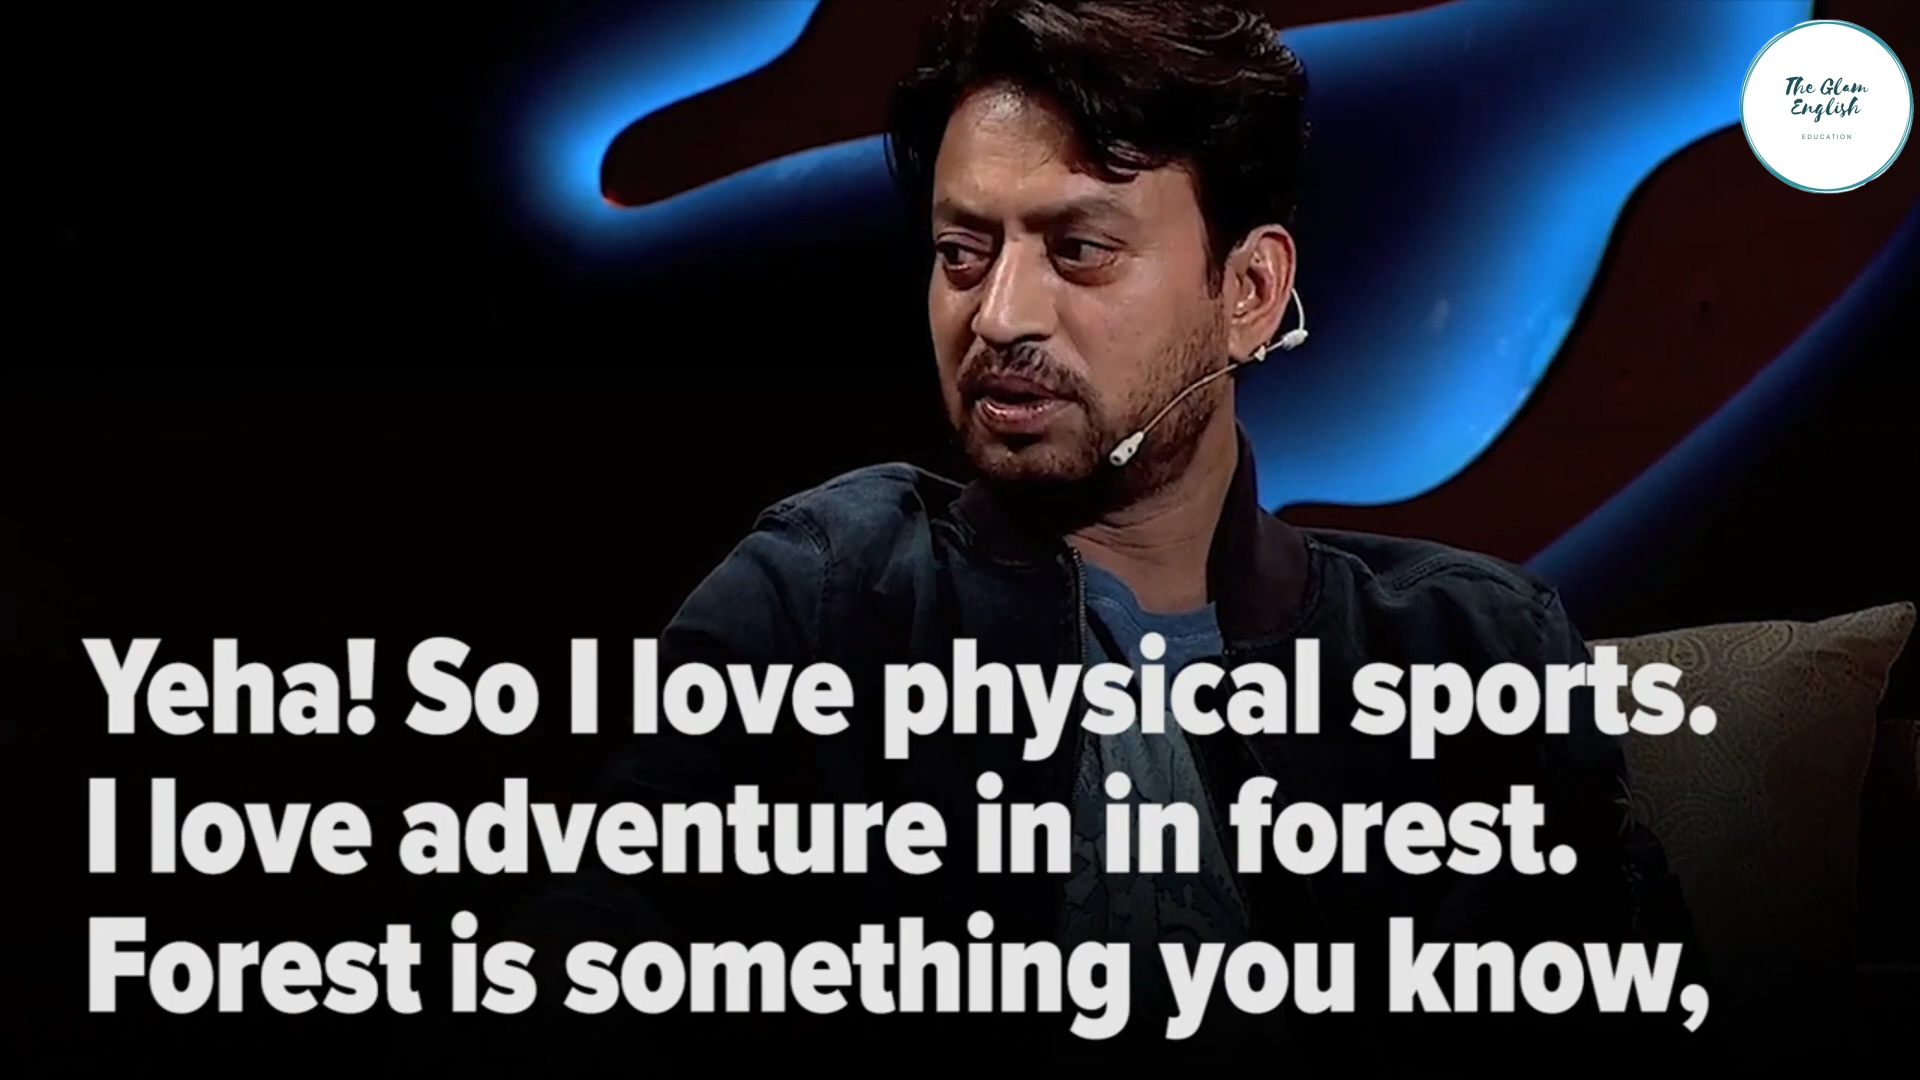 The Glam
English
EDUCATION
Yeha! So I love physical sports.
I love adventure in in forest.
Forest is something you know,